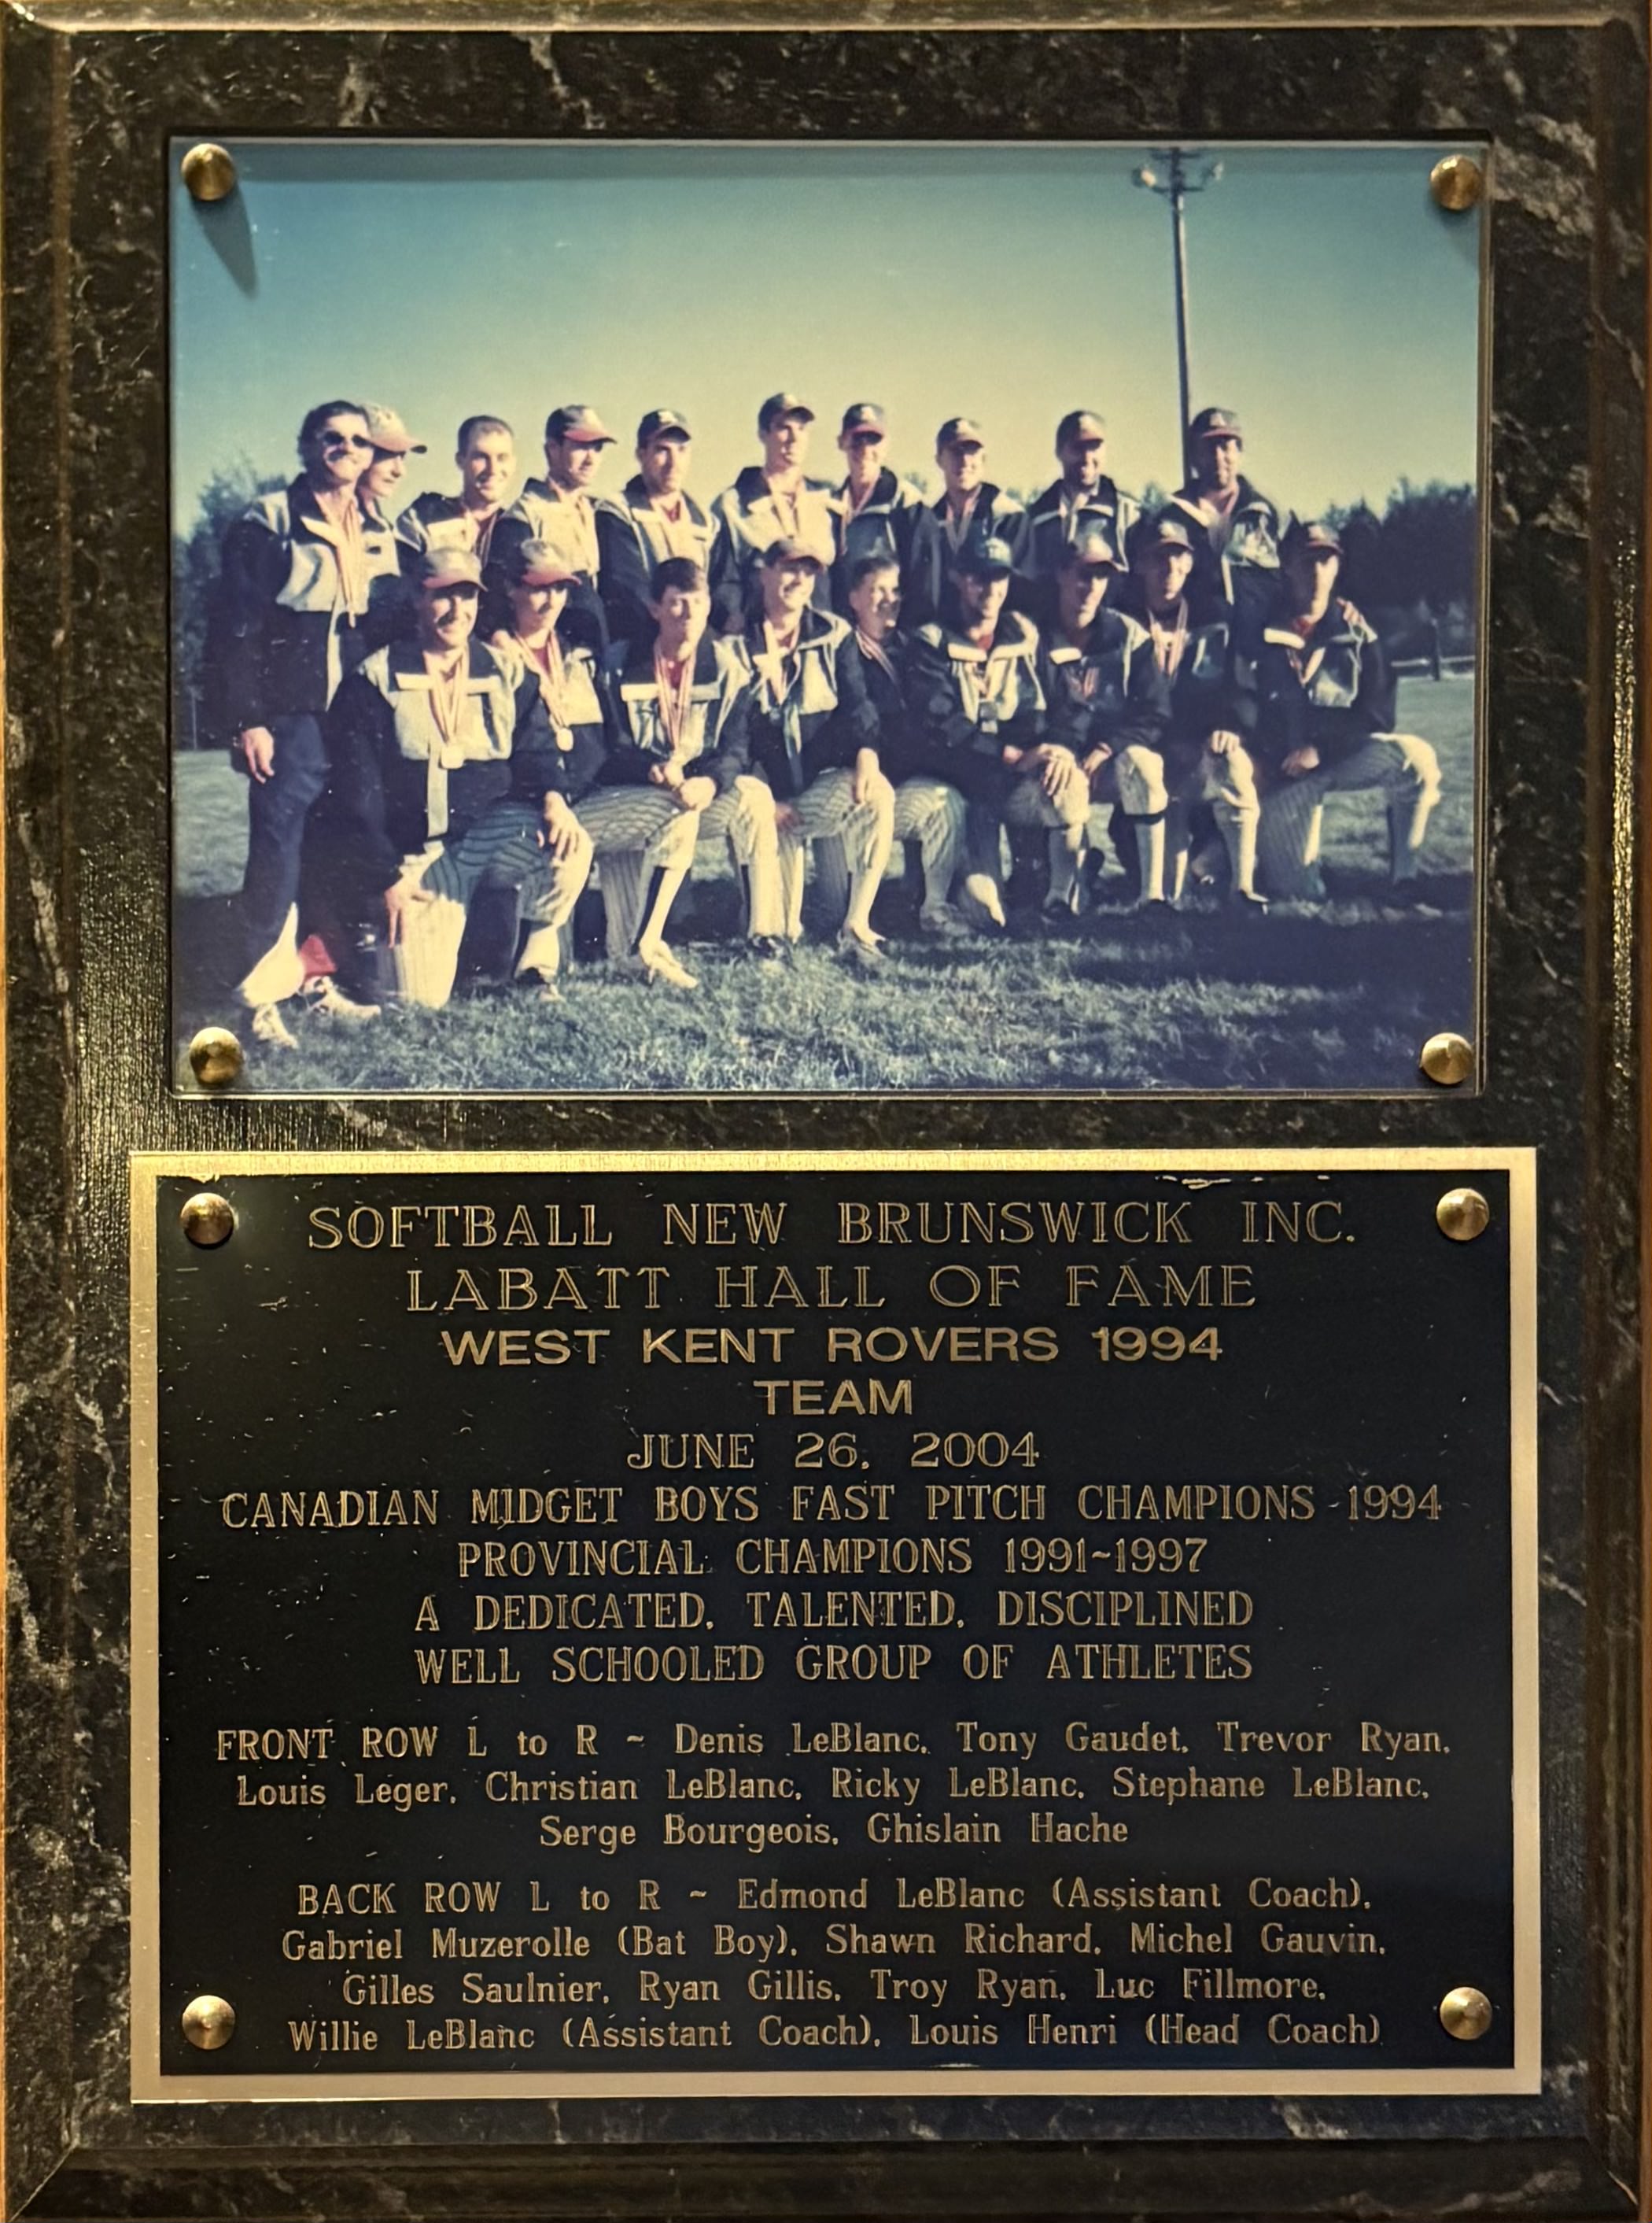 SOFTBALL NEW BRUNSWICK INC.
LABATT HALL OF FAME
WEST KENT ROVERS 1994
TEAM
JUNE 26, 2004
CANADIAN MIDGET BOYS FAST PITCH CHAMPIONS - 1994
PROVINCIAL CHAMPIONS 1991~1997
A DEDICATED, TALENTED, DISCIPLINED
WELL SCHOOLED GROUP OF ATHLETES
FRONT ROW L to R ~ Denis LeBlanc, Tony Gaudet, Trevor Ryan,
Louis Leger, Christian LeBlanc, Ricky LeBlanc, Stephane LeBlanc,
Serge Bourgeois, Ghislain Hache
BACK ROW L to R ~ Edmond LeBlanc (Assistant Coach),
Gabriel Muzerolle (Bat Boy), Shawn Richard, Michel Gauvin,
Gilles Saulnier, Ryan Gillis, Troy Ryan, Luc Fillmore,
Willie LeBlanc (Assistant Coach), Louis Henri (Head Coach)